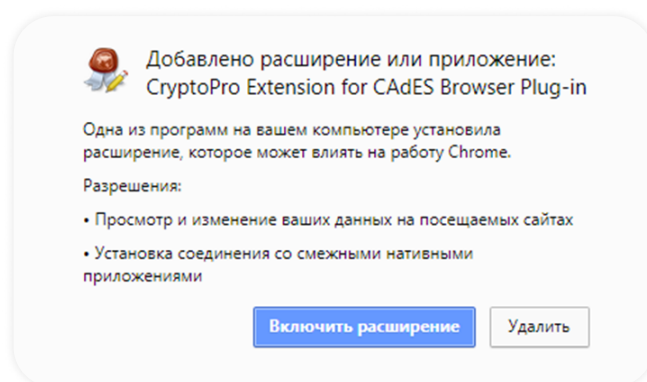 Добавлено расширение или приложение:
CryptoPro Extension for CAdES Browser Plug-in
Одна из программ на вашем компьютере установила
расширение, которое может влиять на работу Chrome.
Разрешения:
• Просмотр и изменение ваших данных на посещаемых сайтах
• Установка соединения со смежными нативными
приложениями
Включить расширение
Удалить